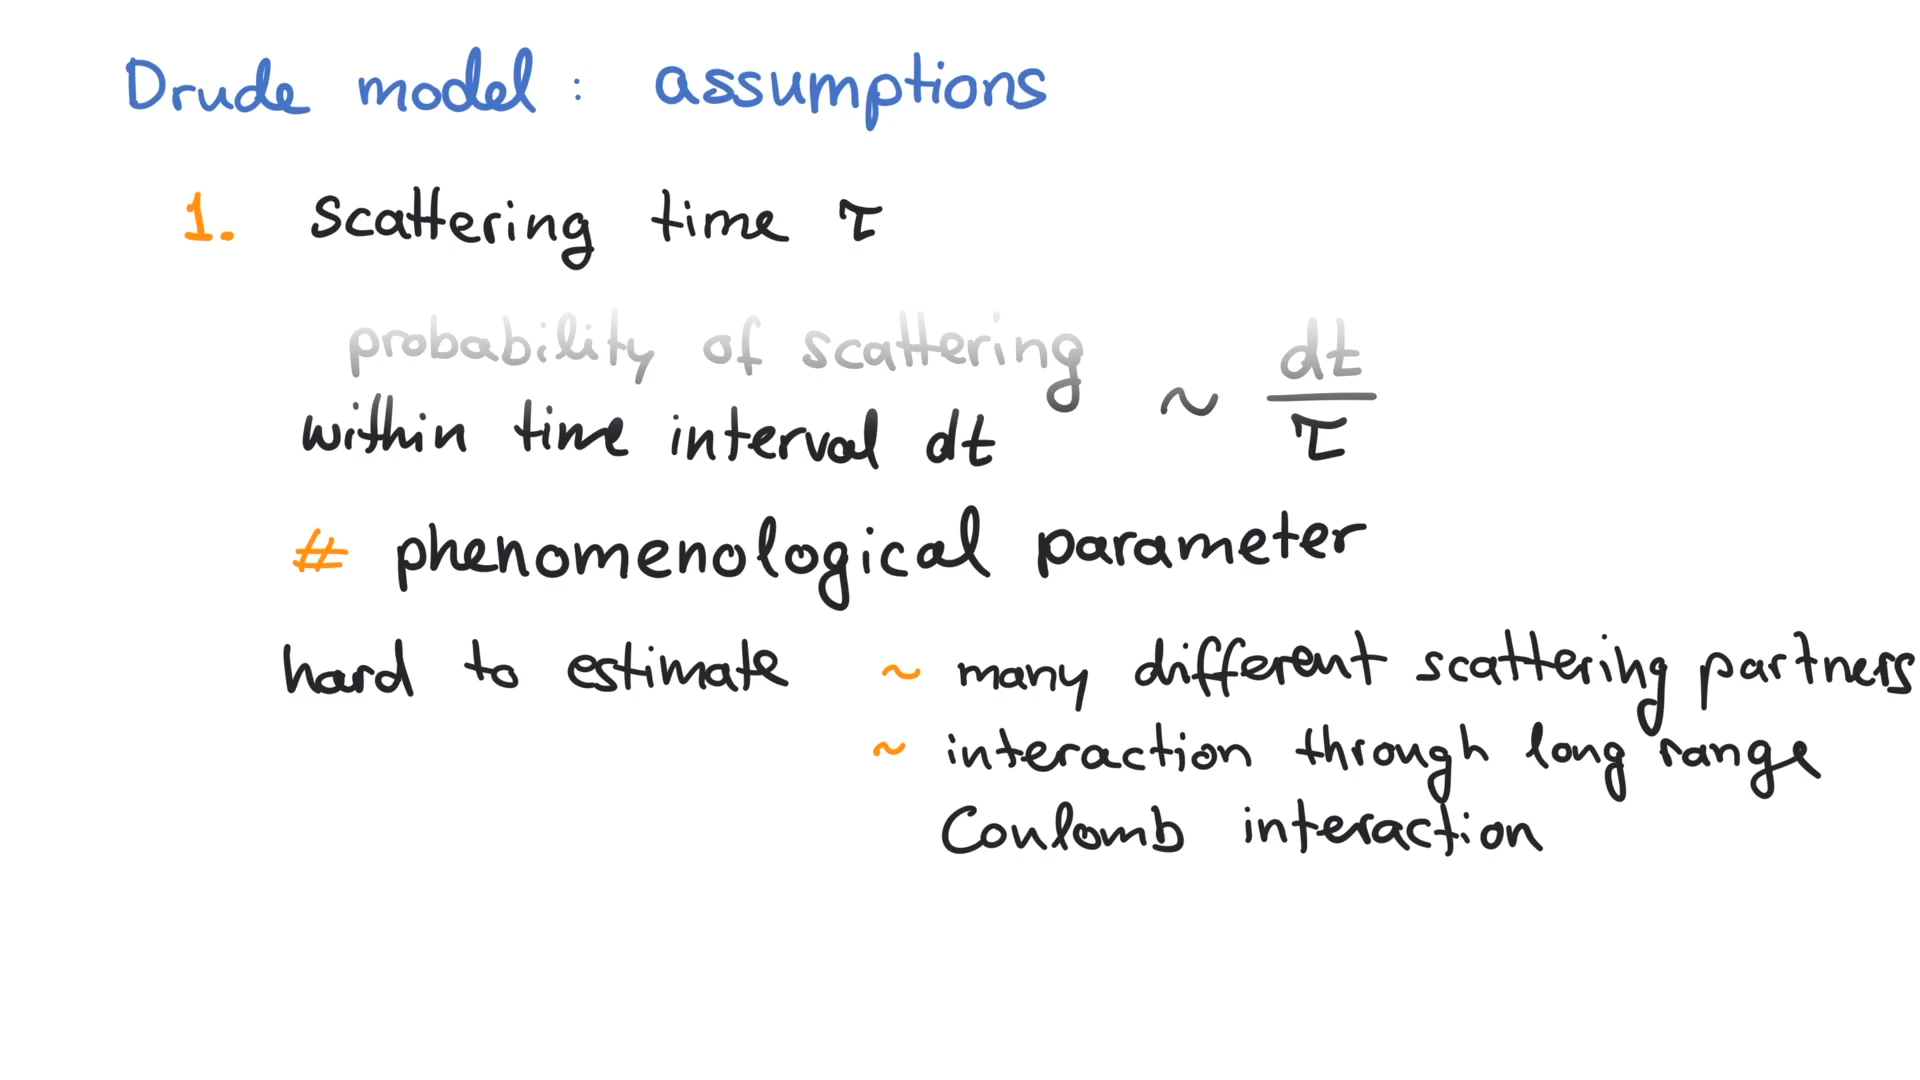 Drude model : assumptions
1. scattering time τ
probability of scattering
within time interval dt ~ dt/τ
# phenomenological parameter
hard to estimate ~ many different scattering partners
~ interaction through long range
Coulomb interaction